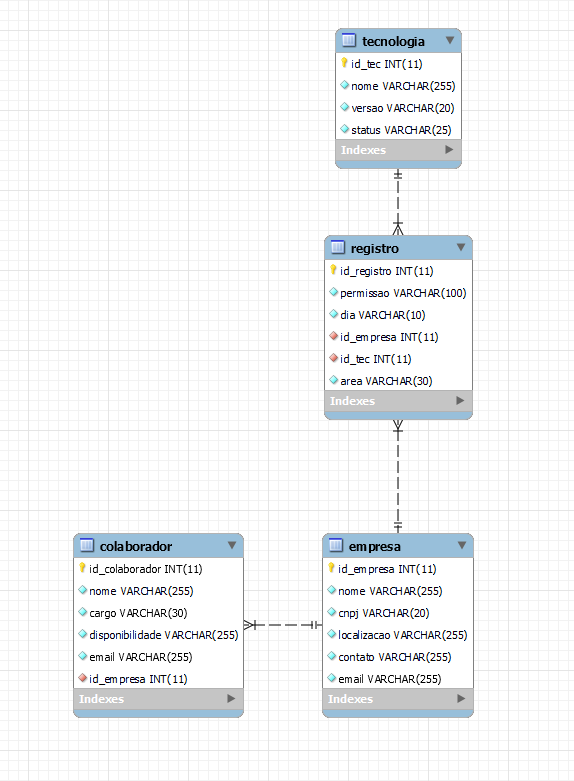 tecnologia
id_tec INT(11)
nome VARCHAR(255)
versao VARCHAR(20)
status VARCHAR(25)
Indexes
registro
id_registro INT(11)
permissao VARCHAR(100)
dia VARCHAR(10)
id_empresa INT(11)
id_tec INT(11)
area VARCHAR(30)
Indexes
colaborador
id_colaborador INT(11)
nome VARCHAR(255)
cargo VARCHAR(30)
disponibilidade VARCHAR(255)
email VARCHAR(255)
id_empresa INT(11)
Indexes
empresa
id_empresa INT(11)
nome VARCHAR(255)
cnpj VARCHAR(20)
localizacao VARCHAR(255)
contato VARCHAR(255)
email VARCHAR(255)
Indexes